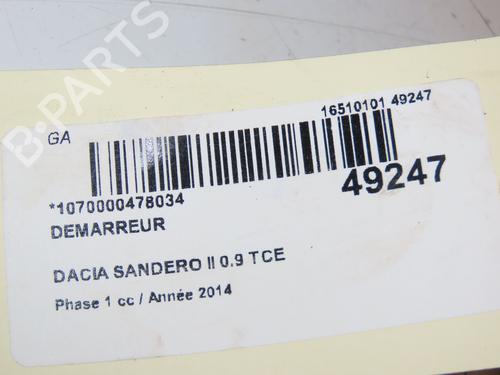 GA
16510101 49247
*1070000478034
49247
DEMARREUR
DACIA SANDERO II 0.9 TCE
Phase 1 cc / Année 2014
B-PARTS